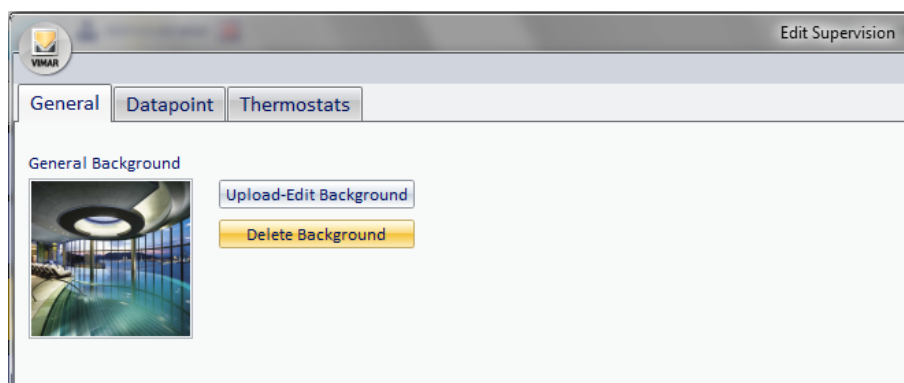 Edit Supervision
VIMAR
General Datapoint Thermostats
General Background
Upload-Edit Background
Delete Background